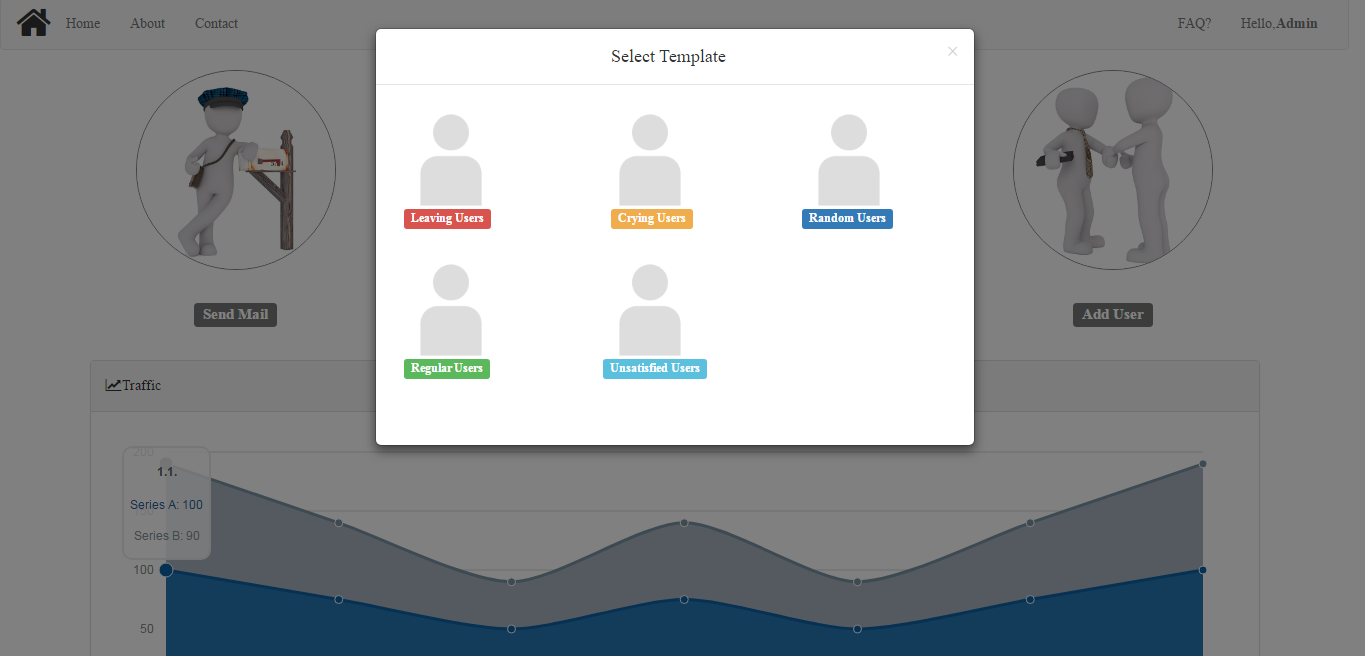 Home
About
Contact
FAQ?
Hello,Admin
Select Template
×
Leaving Users
Crying Users
Random Users
Regular Users
Unsatisfied Users
Send Mail
Add User
Traffic
200
1.1.
Series A: 100
Series B: 90
100
50